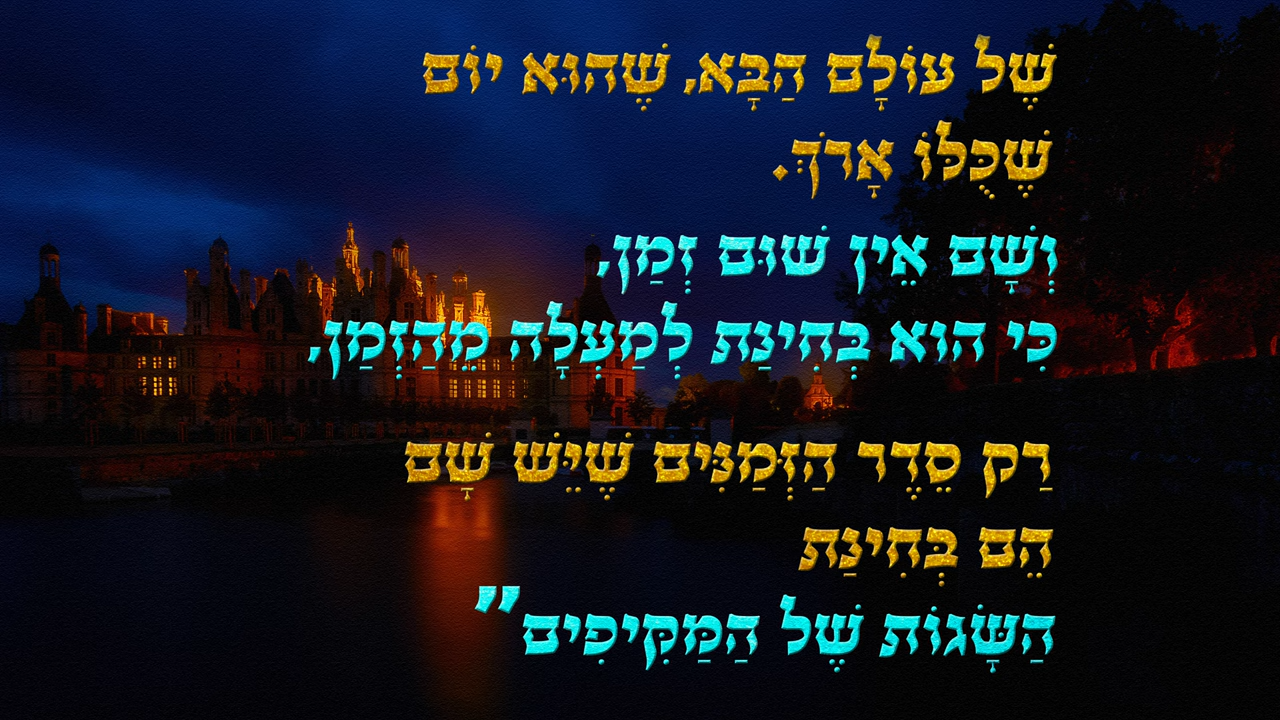 שֶׁל עוֹלָם הַבָּא, שֶׁהוּא יוֹם
שֶׁכֻּלּוֹ אָרֹךְ.
וְשָׁם אֵין שׁוּם זְמַן,
כִּי הוּא בְּחִינַת לְמַעְלָה מֵהַזְּמַן,
רַק סֵדֶר הַזְּמַנִּים שֶׁיֵּשׁ שָׁם
הֵם בְּחִינַת
הַשָּׂגוֹת שֶׁל הַמַּקִּיפִים"